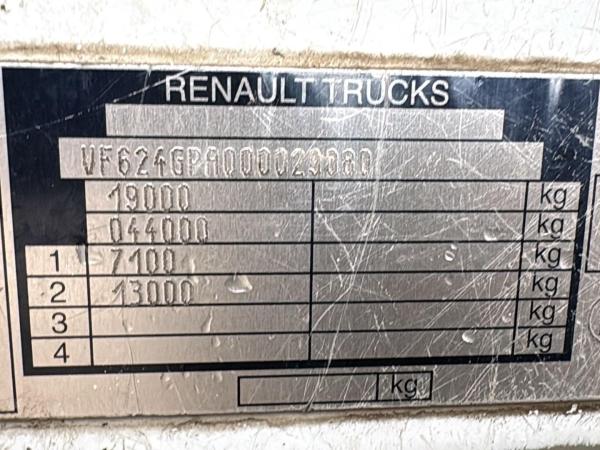 RENAULT TRUCKS
VF624GPA000029080
19000 kg
044000 kg
1 7100 kg
2 13000 kg
3 kg
4 kg
kg